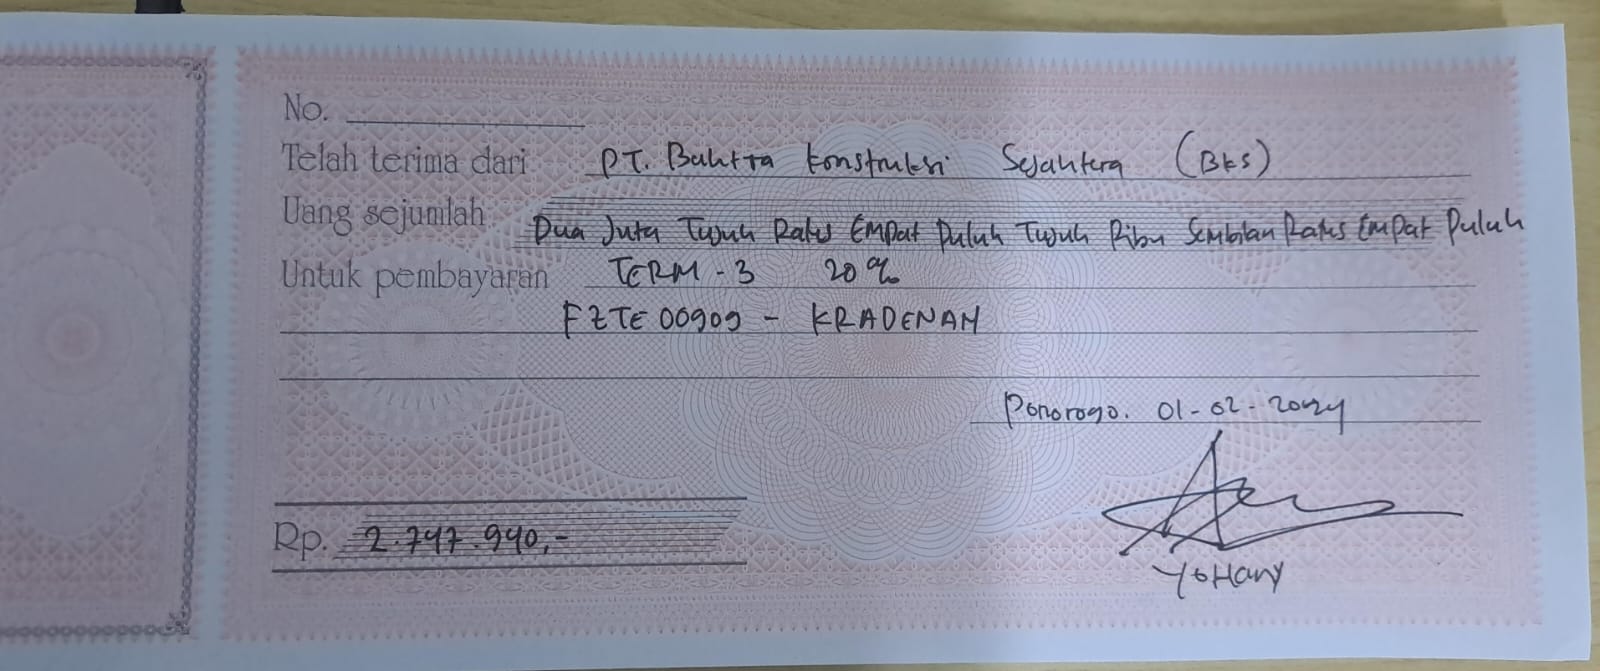 No.
Telah terima dari PT. Bahtra Konstruksi Sejahtera (BKS)
Uang sejumlah Dua Juta Tujuh Ratus Empat Puluh Tujuh Ribu Sembilan Ratus Empat Puluh
Untuk pembayaran TERM - 3 20 %
FZTE 00909 - KRADENAN
Ponorogo. 01-02-2024
Rp. 2.747.940,-
YoHany